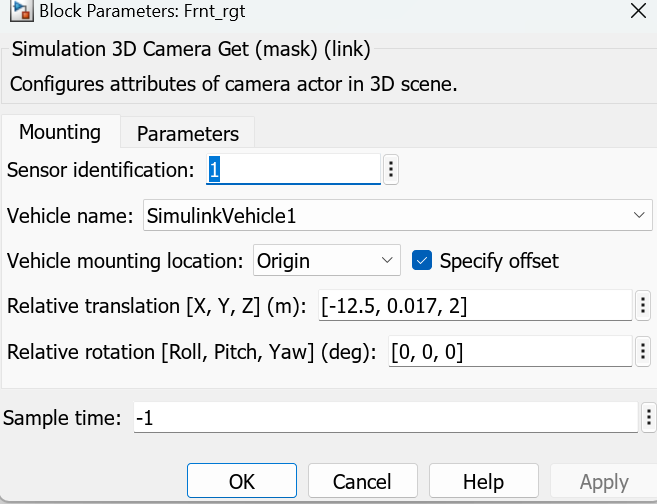 Block Parameters: Frnt_rgt
Simulation 3D Camera Get (mask) (link)
Configures attributes of camera actor in 3D scene.
Mounting Parameters
Sensor identification: 1
Vehicle name: SimulinkVehicle1
Vehicle mounting location: Origin Specify offset
Relative translation [X, Y, Z] (m): [-12.5, 0.017, 2]
Relative rotation [Roll, Pitch, Yaw] (deg): [0, 0, 0]
Sample time: -1
OK Cancel Help Apply